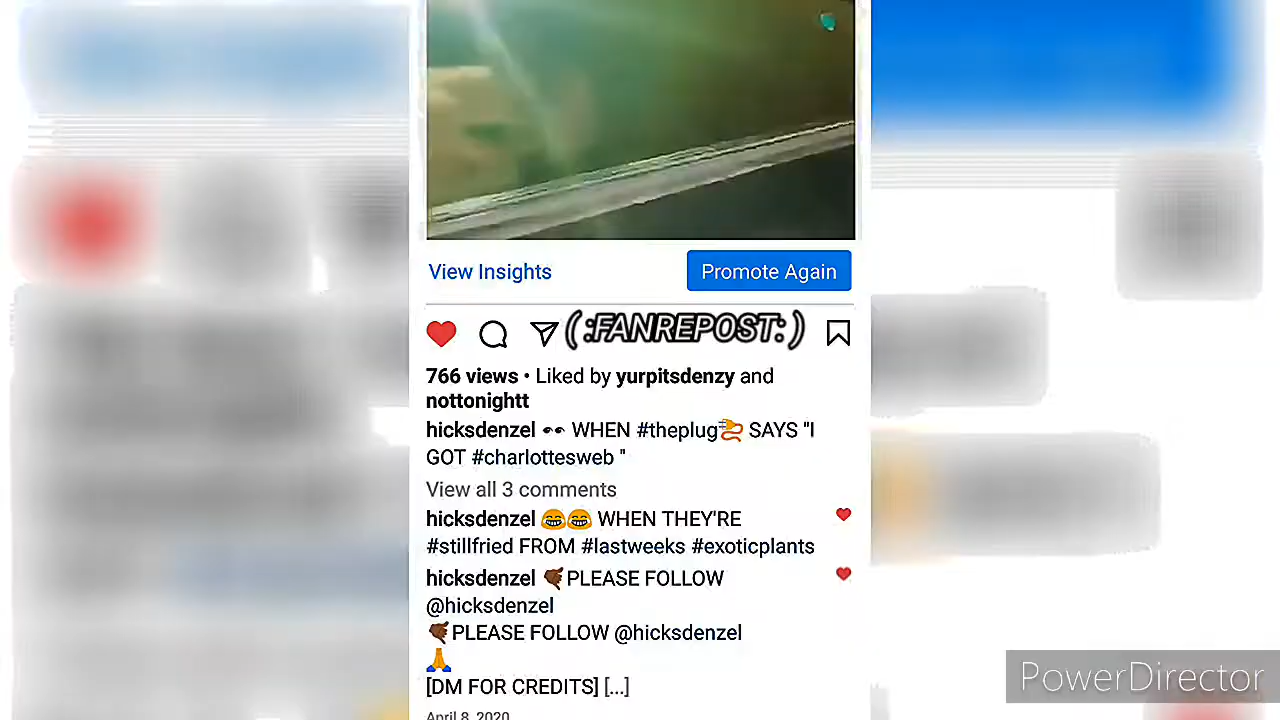 View Insights
Promote Again
( :FANREPOST: )
766 views • Liked by yurpitsdenzy and
nottonightt
hicksdenzel 👀 WHEN #theplug🔌 SAYS "I
GOT #charlottesweb "
View all 3 comments
hicksdenzel 😂😂 WHEN THEY'RE
#stillfried FROM #lastweeks #exoticplants
hicksdenzel 🤙🏾PLEASE FOLLOW
@hicksdenzel
🤙🏾PLEASE FOLLOW @hicksdenzel
🙏
[DM FOR CREDITS] [...]
April 8, 2020
PowerDirector